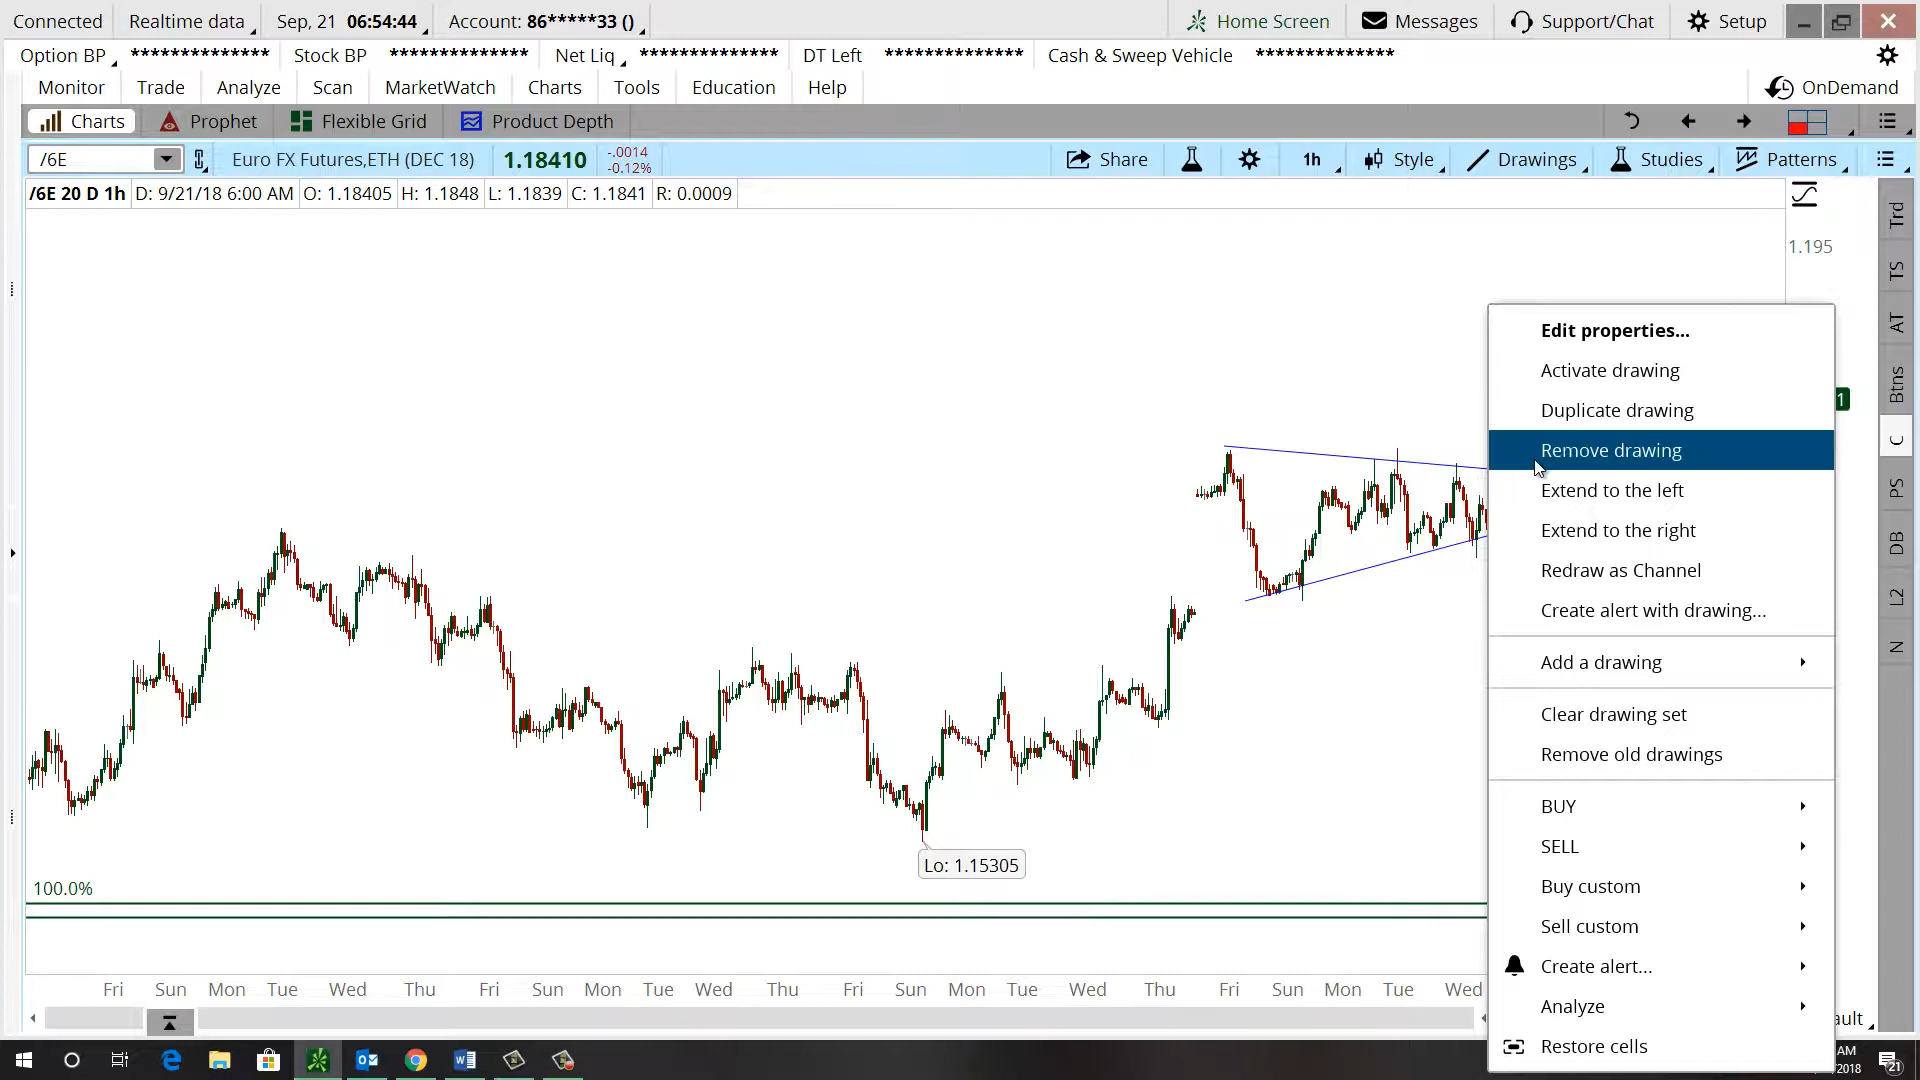 Connected Realtime data Sep, 21 06:54:44 Account: 86*****33 () Home Screen Messages Support/Chat Setup
Option BP ************** Stock BP ************** Net Liq ************** DT Left ************** Cash & Sweep Vehicle **************
Monitor Trade Analyze Scan MarketWatch Charts Tools Education Help OnDemand
Charts Prophet Flexible Grid Product Depth
/6E Euro FX Futures,ETH (DEC 18) 1.18410 -.0014 -0.12% Share 1h Style Drawings Studies Patterns
/6E 20 D 1h D: 9/21/18 6:00 AM O: 1.18405 H: 1.1848 L: 1.1839 C: 1.1841 R: 0.0009
1.195
Trd
TS
AT
Btns
C
PS
DB
L2
N
1
Edit properties...
Activate drawing
Duplicate drawing
Remove drawing
Extend to the left
Extend to the right
Redraw as Channel
Create alert with drawing...
Add a drawing
Clear drawing set
Remove old drawings
BUY
SELL
Buy custom
Sell custom
Create alert...
Analyze
Restore cells
Lo: 1.15305
100.0%
Fri Sun Mon Tue Wed Thu Fri Sun Mon Tue Wed Thu Fri Sun Mon Tue Wed Thu Fri Sun Mon Tue Wed
ault
AM
2018
21